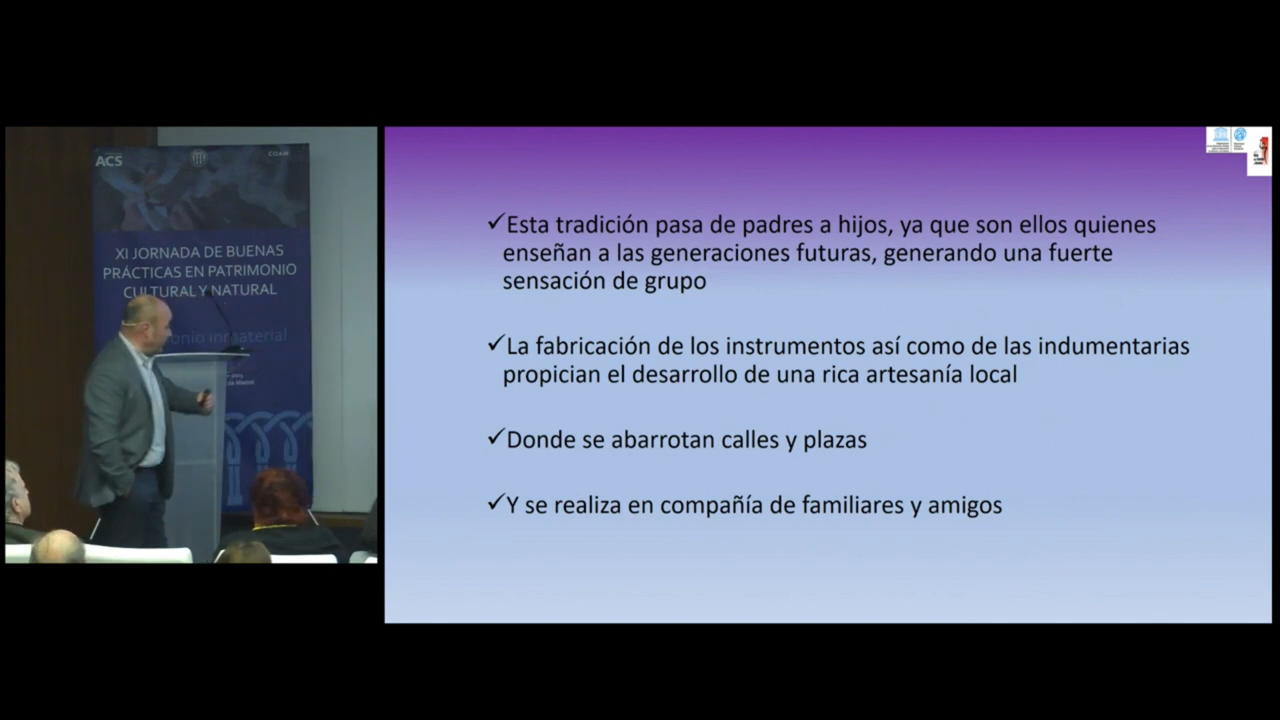 ACS
COAM
XI JORNADA DE BUENAS
PRÁCTICAS EN PATRIMONIO
CULTURAL Y NATURAL
Esta tradición pasa de padres a hijos, ya que son ellos quienes
enseñan a las generaciones futuras, generando una fuerte
sensación de grupo
La fabricación de los instrumentos así como de las indumentarias
propician el desarrollo de una rica artesanía local
Donde se abarrotan calles y plazas
Y se realiza en compañía de familiares y amigos